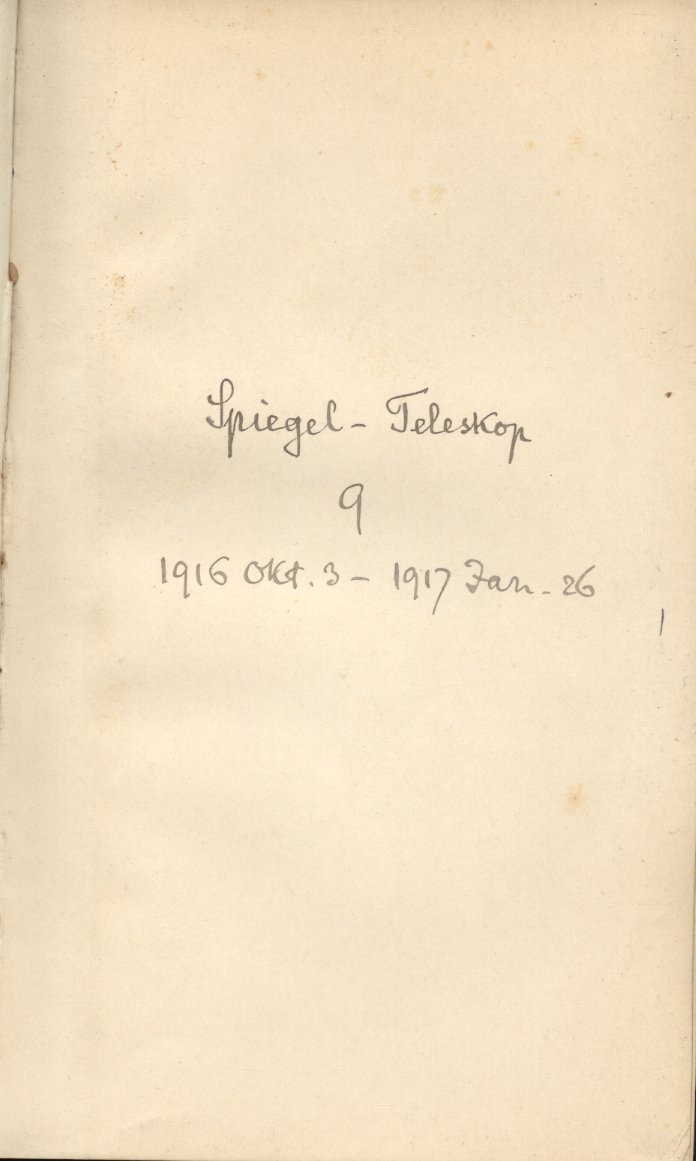 Spiegel - Teleskop
9
1916 Okt. 3 - 1917 Jan. 26